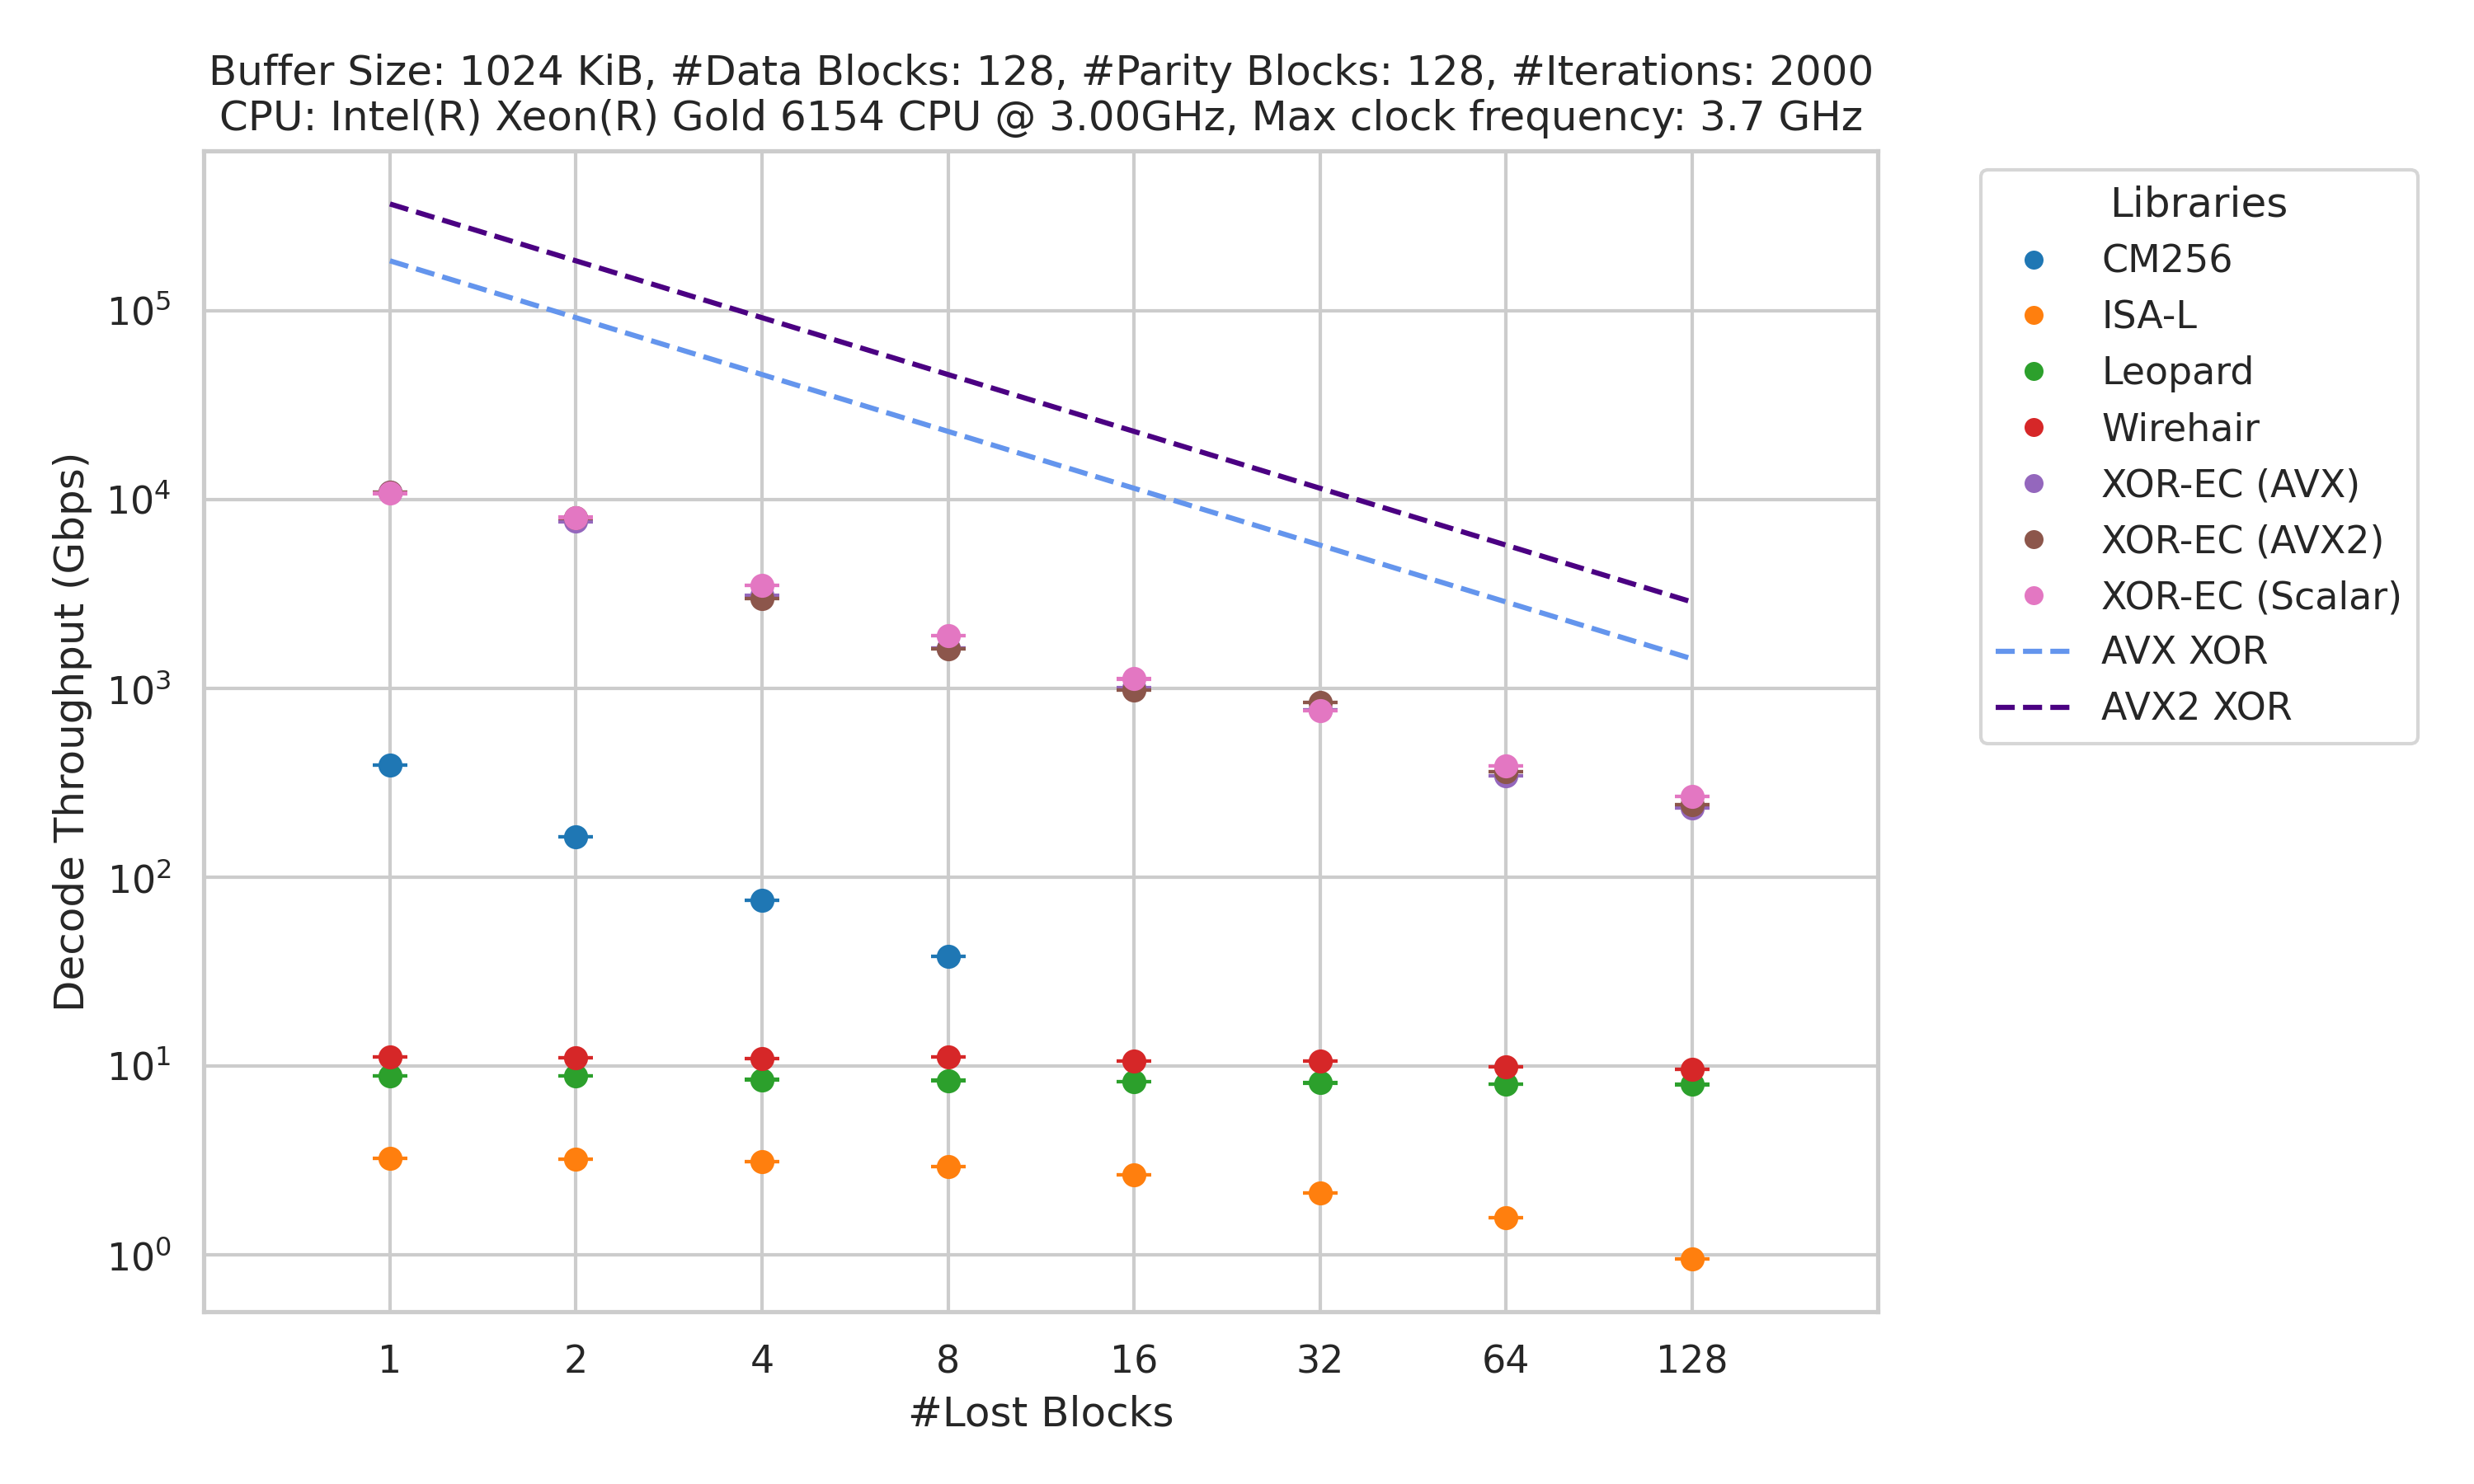 Buffer Size: 1024 KiB, #Data Blocks: 128, #Parity Blocks: 128, #Iterations: 2000
CPU: Intel(R) Xeon(R) Gold 6154 CPU @ 3.00GHz, Max clock frequency: 3.7 GHz
Decode Throughput (Gbps)
10⁵
10⁴
10³
10²
10¹
10⁰
1 2 4 8 16 32 64 128
#Lost Blocks
Libraries
CM256
ISA-L
Leopard
Wirehair
XOR-EC (AVX)
XOR-EC (AVX2)
XOR-EC (Scalar)
AVX XOR
AVX2 XOR